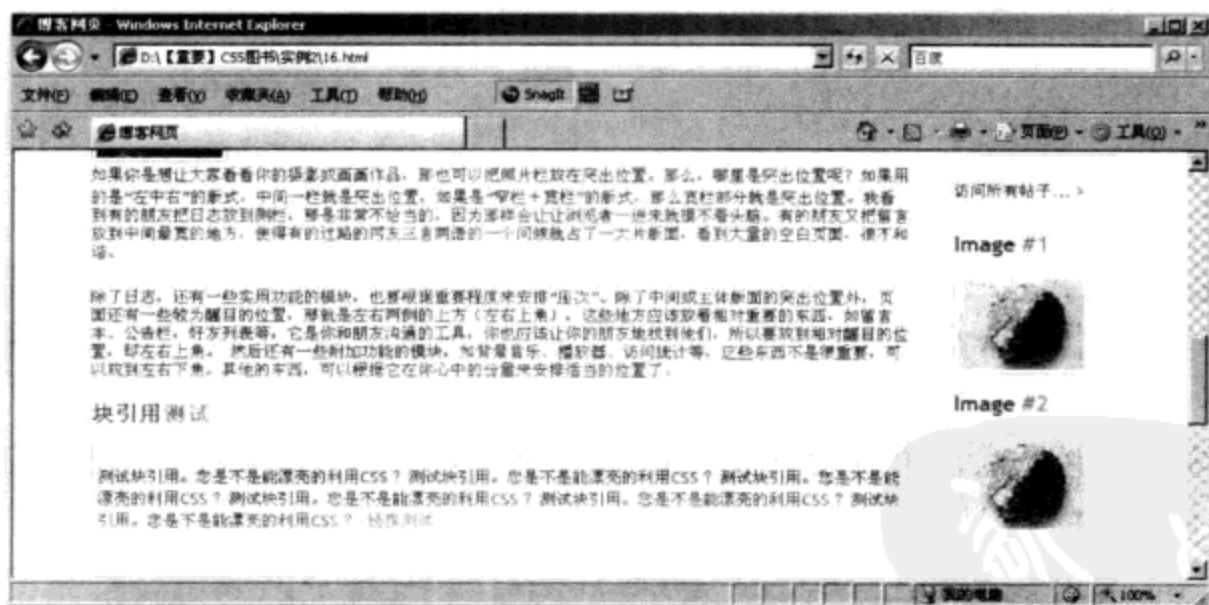 博客网页 - Windows Internet Explorer
D:\【重要】CSS图书\实例2\16.html
百度
文件(F) 编辑(E) 查看(V) 收藏夹(A) 工具(T) 帮助(H) SnagIt
博客网页
页面(P) 工具(O)
如果你是想让大家看看你的摄影或画画作品，那也可以把照片栏放在突出位置。那么，哪里是突出位置呢？如果用
的是“左中右”的版式，中间一栏就是突出位置，如果是“窄栏＋宽栏”的版式，那么宽栏部分就是突出位置。我看
到有的朋友把日志放到侧栏，那是非常不恰当的，因为那样会让让浏览者一进来就摸不着头脑。有的朋友又把留言
放到中间最宽的地方，使得有的过路的网友三言两语的一个问候就占了一大片版面，看到大量的空白页面，很不和
谐。
除了日志，还有一些实用功能的模块，也要根据重要程度来安排“座次”。除了中间或主体版面的突出位置外，页
面还有一些较为醒目的位置，那就是左右两侧的上方（左右上角），这些地方应该放着相对重要的东西，如留言
本、公告栏，好友列表等，它是你和朋友沟通的工具，你也应该让你的朋友地找到他们，所以要放到相对醒目的位
置，即左右上角。 然后还有一些附加功能的模块，如背景音乐、播放器、访问统计等，这些东西不是很重要，可
以放到左右下角。其他的东西，可以根据它在你心中的份量来安排适当的位置了。
块引用测试
测试块引用。您是不是能漂亮的利用CSS？ 测试块引用。您是不是能漂亮的利用CSS？ 测试块引用。您是不是能
漂亮的利用CSS？ 测试块引用。您是不是能漂亮的利用CSS？ 测试块引用。您是不是能漂亮的利用CSS？ 测试块
引用。您是不是能漂亮的利用CSS？ 链接测试
访问所有帖子... >
Image #1
Image #2
我的电脑
100%